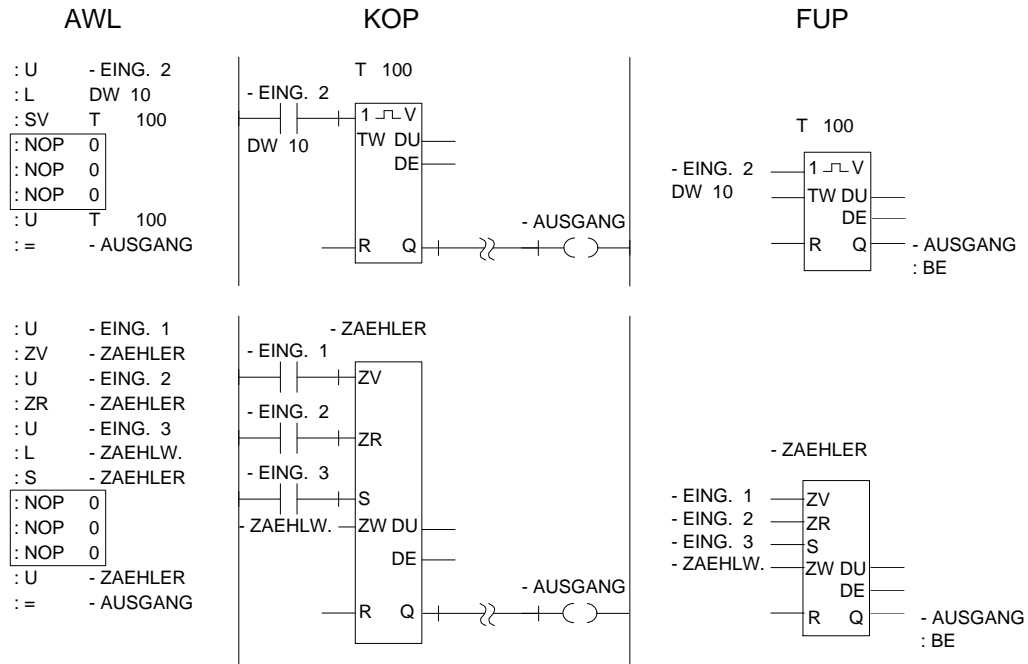 AWL
KOP
FUP
: U - EING. 2
: L DW 10
: SV T 100
: NOP 0
: NOP 0
: NOP 0
: U T 100
: = - AUSGANG
T 100
- EING. 2
1 V
DW 10
TW DU
DE
- AUSGANG
R Q
T 100
- EING. 2
1 V
DW 10
TW DU
DE
R Q
- AUSGANG
: BE
: U - EING. 1
: ZV - ZAEHLER
: U - EING. 2
: ZR - ZAEHLER
: U - EING. 3
: L - ZAEHLW.
: S - ZAEHLER
: NOP 0
: NOP 0
: NOP 0
: U - ZAEHLER
: = - AUSGANG
- ZAEHLER
- EING. 1
ZV
- EING. 2
ZR
- EING. 3
S
- ZAEHLW.
ZW DU
DE
- AUSGANG
R Q
- ZAEHLER
- EING. 1
ZV
- EING. 2
ZR
- EING. 3
S
- ZAEHLW.
ZW DU
DE
R Q
- AUSGANG
: BE